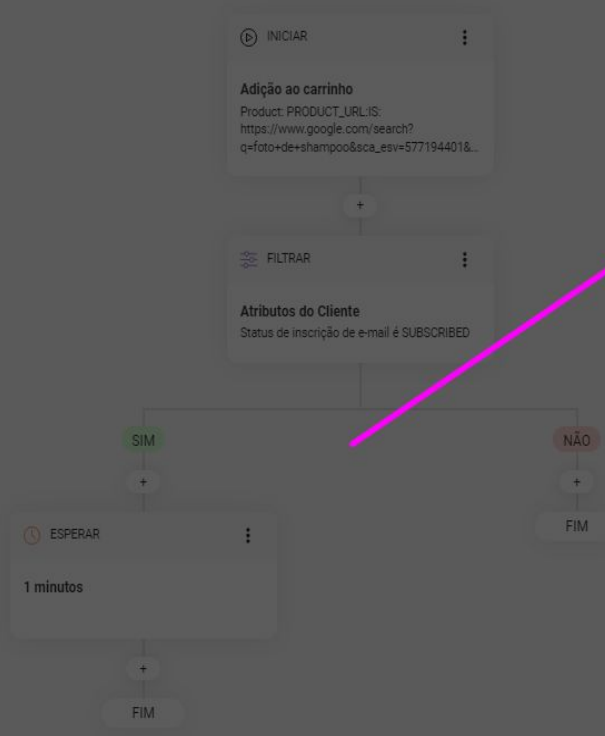 INICIAR
Adição ao carrinho
Product: PRODUCT_URL:IS:
https://www.google.com/search?
q=foto+de+shampoo&sca_esv=577194401&...
+
FILTRAR
Atributos do Cliente
Status de inscrição de e-mail é SUBSCRIBED
SIM
NÃO
+
+
ESPERAR
FIM
1 minutos
+
FIM